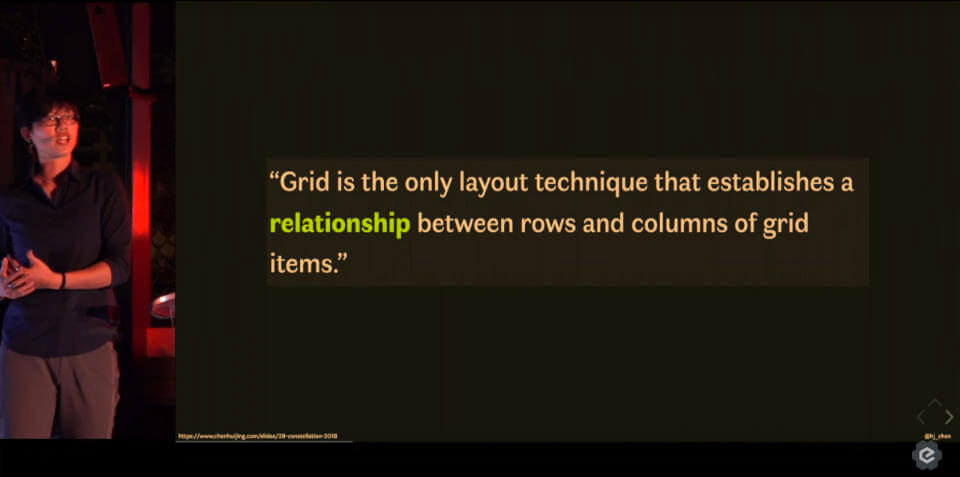 “Grid is the only layout technique that establishes a
relationship between rows and columns of grid
items.”
https://www.chenhuijing.com/slides/29-constellation-2018
@hj_chen